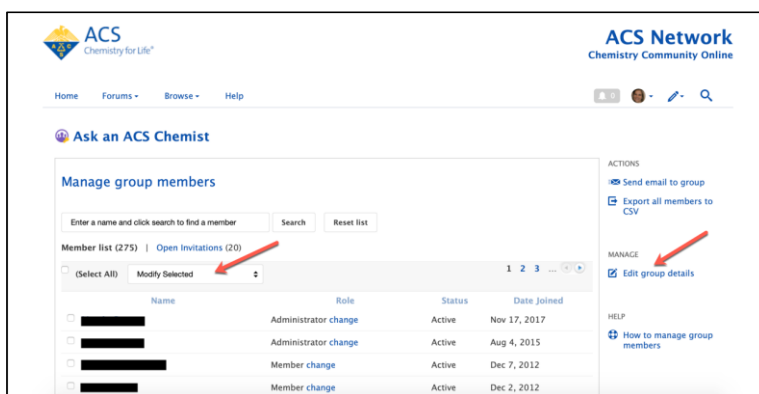 ACS
Chemistry for Life®
ACS Network
Chemistry Community Online
Home Forums Browse Help
0
Ask an ACS Chemist
Manage group members
Enter a name and click search to find a member Search Reset list
Member list (275) | Open Invitations (20)
(Select All) Modify Selected 1 2 3 ...
Name Role Status Date Joined
Administrator change Active Nov 17, 2017
Administrator change Active Aug 4, 2015
Member change Active Dec 7, 2012
Member change Active Dec 2, 2012
ACTIONS
Send email to group
Export all members to
CSV
MANAGE
Edit group details
HELP
How to manage group
members